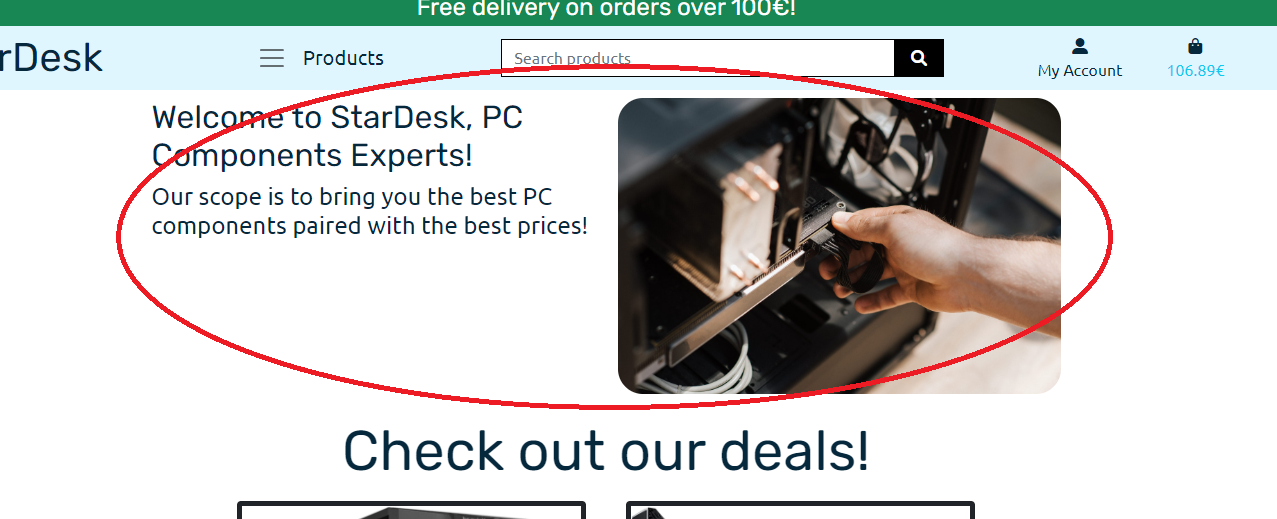 Free delivery on orders over 100€!
rDesk
Products
Search products
My Account
106.89€
Welcome to StarDesk, PC
Components Experts!
Our scope is to bring you the best PC
components paired with the best prices!
Check out our deals!